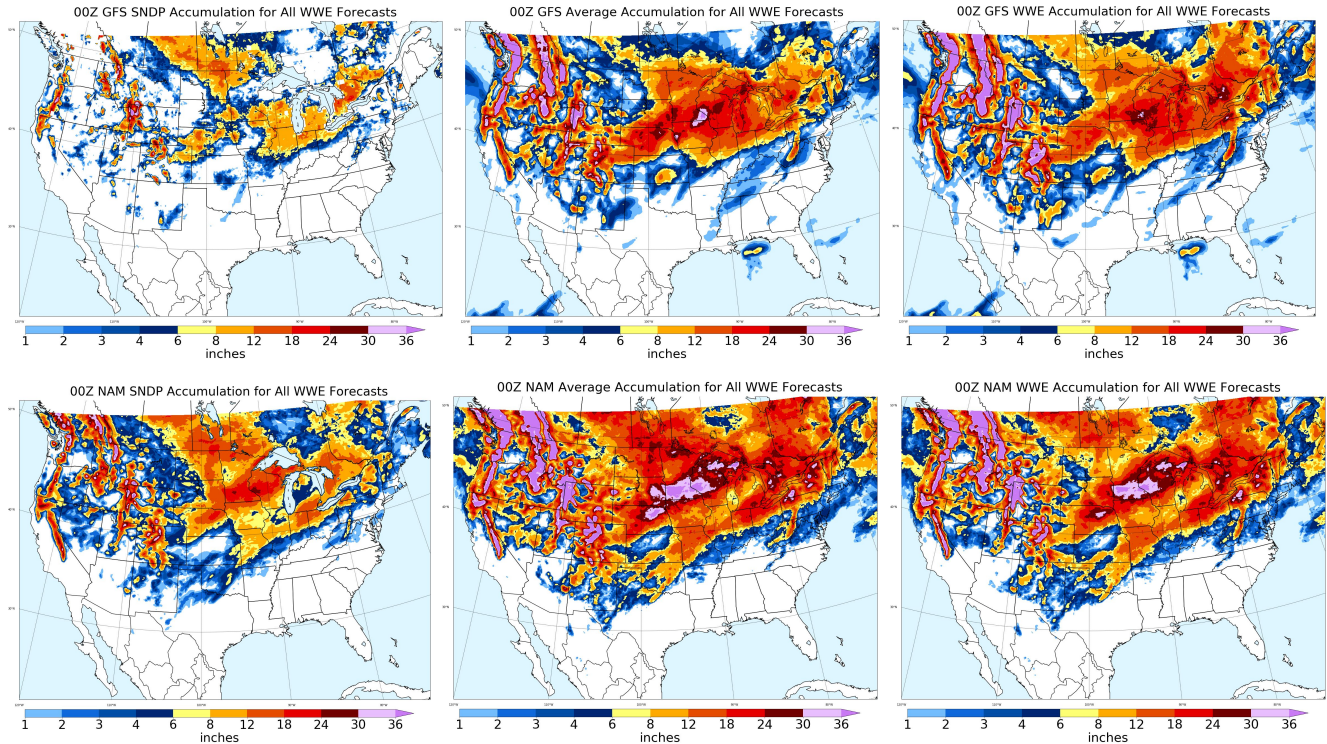 00Z GFS SNDP Accumulation for All WWE Forecasts
00Z GFS Average Accumulation for All WWE Forecasts
00Z GFS WWE Accumulation for All WWE Forecasts
1 2 3 4 6 8 12 18 24 30 36
inches
1 2 3 4 6 8 12 18 24 30 36
inches
1 2 3 4 6 8 12 18 24 30 36
inches
00Z NAM SNDP Accumulation for All WWE Forecasts
00Z NAM Average Accumulation for All WWE Forecasts
00Z NAM WWE Accumulation for All WWE Forecasts
1 2 3 4 6 8 12 18 24 30 36
inches
1 2 3 4 6 8 12 18 24 30 36
inches
1 2 3 4 6 8 12 18 24 30 36
inches